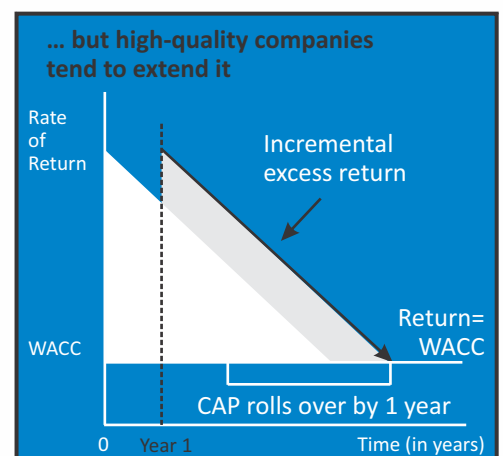 ... but high-quality companies
tend to extend it
Rate
of
Return
Incremental
excess return
Return=
WACC
WACC
CAP rolls over by 1 year
0
Year 1
Time (in years)